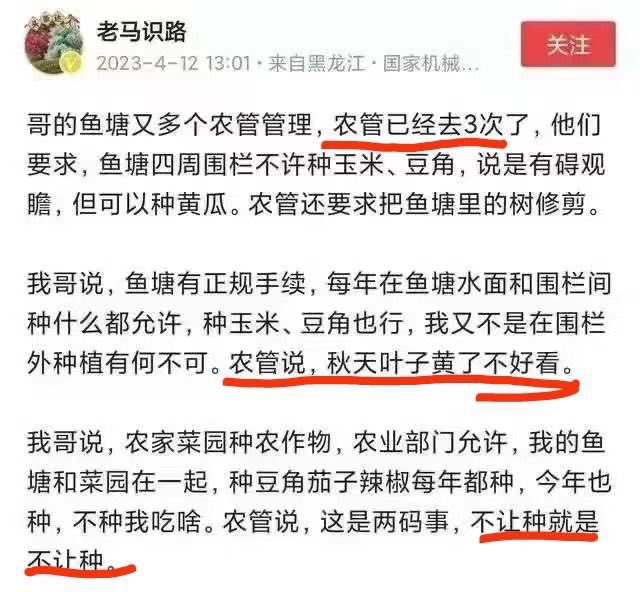 老马识路
2023-4-12 13:01·来自黑龙江·国家机械...
关注
哥的鱼塘又多个农管管理，农管已经去3次了，他们
要求，鱼塘四周围栏不许种玉米、豆角，说是有碍观
瞻，但可以种黄瓜。农管还要求把鱼塘里的树修剪。
我哥说，鱼塘有正规手续，每年在鱼塘水面和围栏间
种什么都允许，种玉米、豆角也行，我又不是在围栏
外种植有何不可。农管说，秋天叶子黄了不好看。
我哥说，农家菜园种农作物，农业部门允许，我的鱼
塘和菜园在一起，种豆角茄子辣椒每年都种，今年也
种，不种我吃啥。农管说，这是两码事，不让种就是
不让种。